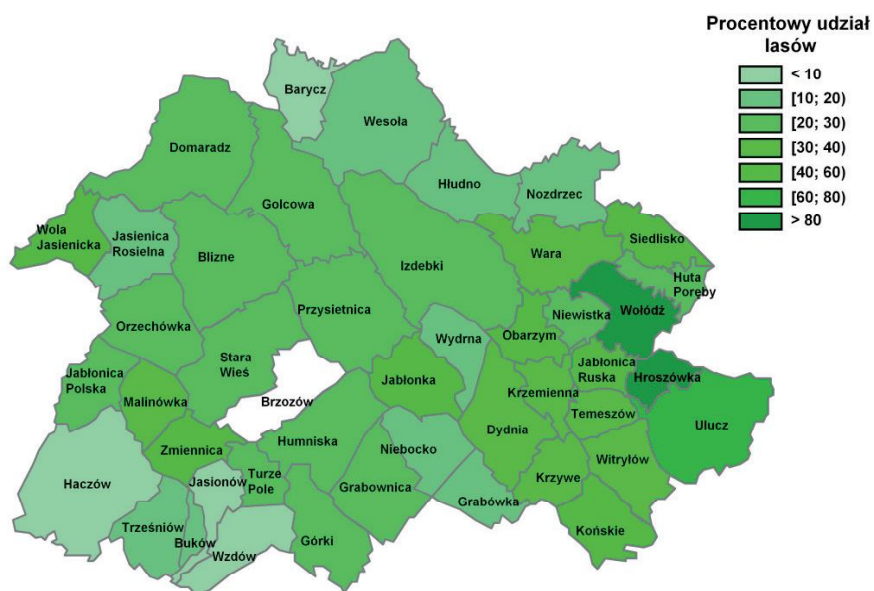 Procentowy udział
lasów
< 10
[10; 20)
[20; 30)
[30; 40)
[40; 60)
[60; 80)
> 80
Barycz
Wesoła
Domaradz
Hłudno
Nozdrzec
Golcowa
Wola
Jasienicka
Jasienica
Rosielna
Siedlisko
Wara
Blizne
Izdebki
Huta
Poręby
Przysietnica
Wołódź
Niewistka
Orzechówka
Obarzym
Wydrna
Stara
Wieś
Jabłonica
Ruska
Jabłonica
Polska
Jabłonka
Hroszówka
Malinówka
Brzozów
Krzemienna
Temeszów
Ulucz
Dydnia
Humniska
Zmiennica
Niebocko
Witryłów
Turze
Pole
Krzywe
Haczów
Jasionów
Grabownica
Grabówka
Trześniów
Końskie
Buków
Górki
Wzdów